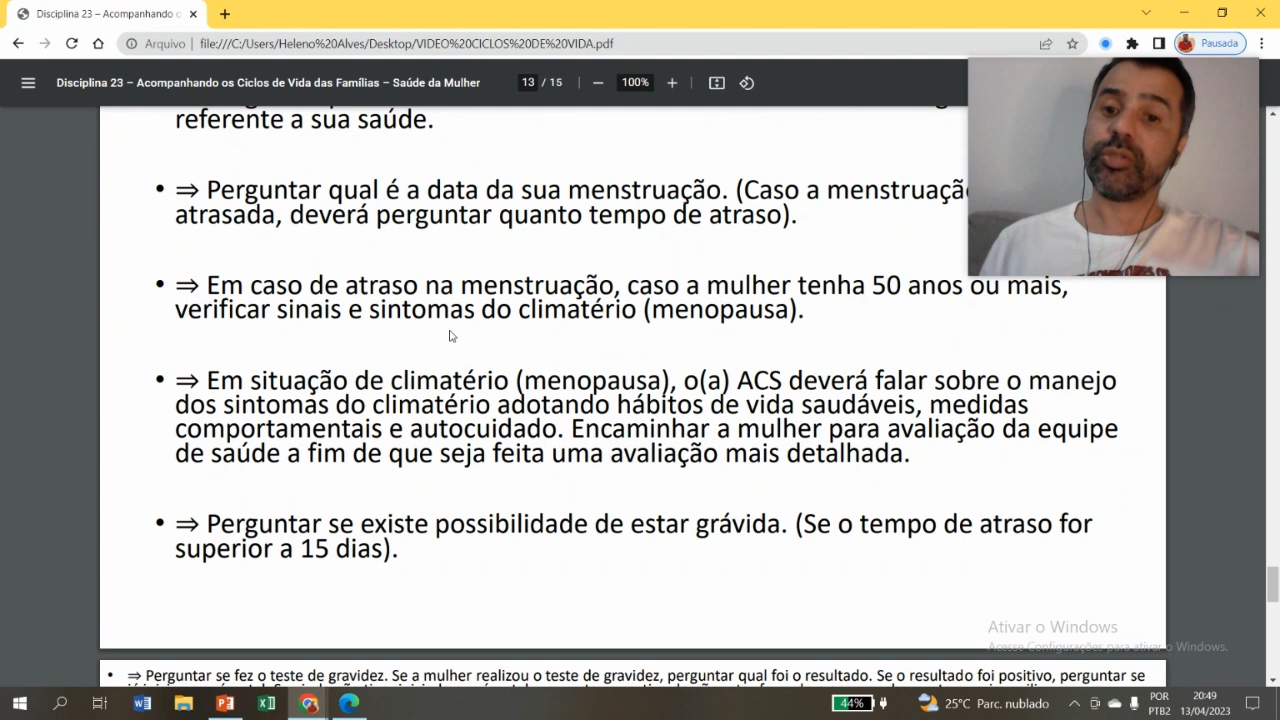 Disciplina 23 – Acompanhando o
Pausada
Arquivo | file:///C:/Users/Heleno%20Alves/Desktop/VIDEO%20CICLOS%20DE%20VIDA.pdf
Disciplina 23 – Acompanhando os Ciclos de Vida das Famílias – Saúde da Mulher
13 / 15
100%
referente a sua saúde.
• ⇒ Perguntar qual é a data da sua menstruação. (Caso a menstruação
atrasada, deverá perguntar quanto tempo de atraso).
• ⇒ Em caso de atraso na menstruação, caso a mulher tenha 50 anos ou mais,
verificar sinais e sintomas do climatério (menopausa).
• ⇒ Em situação de climatério (menopausa), o(a) ACS deverá falar sobre o manejo
dos sintomas do climatério adotando hábitos de vida saudáveis, medidas
comportamentais e autocuidado. Encaminhar a mulher para avaliação da equipe
de saúde a fim de que seja feita uma avaliação mais detalhada.
• ⇒ Perguntar se existe possibilidade de estar grávida. (Se o tempo de atraso for
superior a 15 dias).
Ativar o Windows
Acesse Configurações para ativar o Windows.
• ⇒ Perguntar se fez o teste de gravidez. Se a mulher realizou o teste de gravidez, perguntar qual foi o resultado. Se o resultado foi positivo, perguntar se
44%
25°C Parc. nublado
POR
PTB2
20:49
13/04/2023